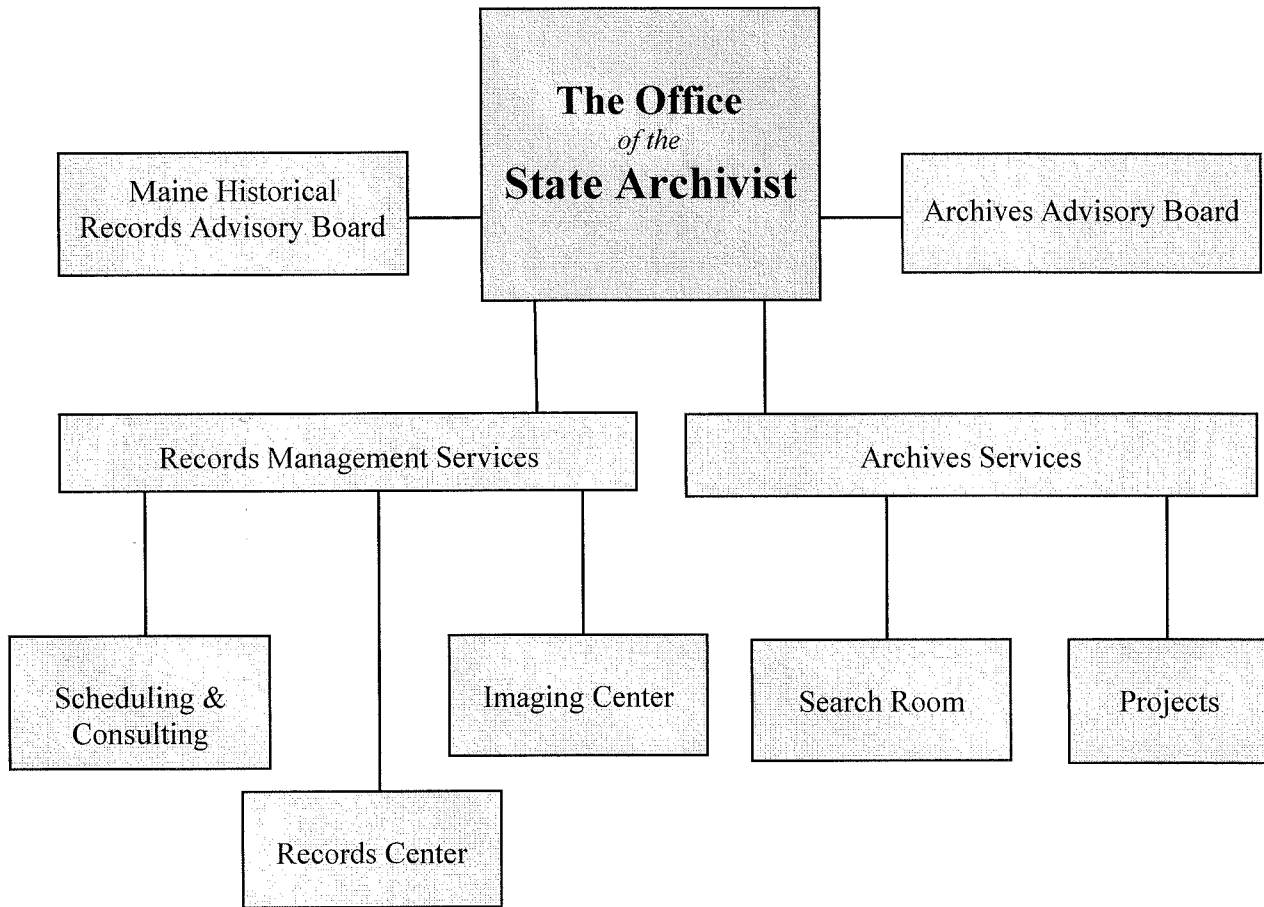 The Office
of the
State Archivist
Maine Historical
Records Advisory Board
Archives Advisory Board
Records Management Services
Archives Services
Scheduling &
Consulting
Imaging Center
Search Room
Projects
Records Center